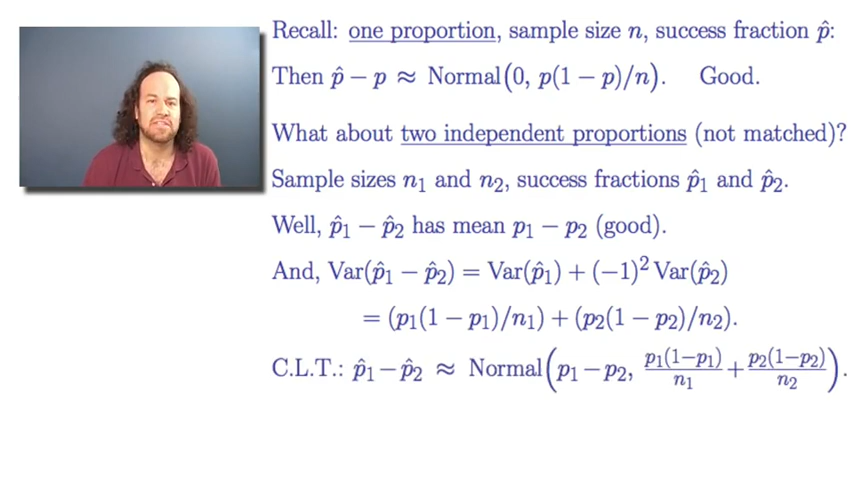 Recall: one proportion, sample size n, success fraction p̂:
Then p̂ − p ≈ Normal(0, p(1 − p)/n). Good.
What about two independent proportions (not matched)?
Sample sizes n₁ and n₂, success fractions p̂₁ and p̂₂.
Well, p̂₁ − p̂₂ has mean p₁ − p₂ (good).
And, Var(p̂₁ − p̂₂) = Var(p̂₁) + (−1)² Var(p̂₂)
= (p₁(1 − p₁)/n₁) + (p₂(1 − p₂)/n₂).
C.L.T.: p̂₁ − p̂₂ ≈ Normal(p₁ − p₂, p₁(1−p₁)/n₁ + p₂(1−p₂)/n₂).